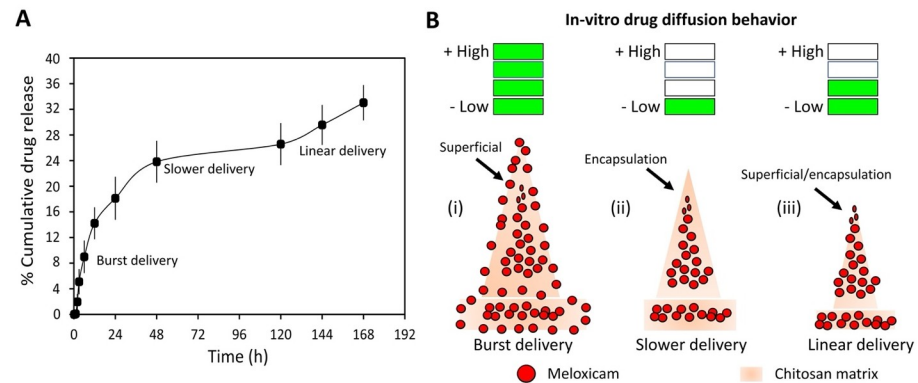 A
% Cumulative drug release
40
36
32
28
24
20
16
12
8
4
0
0 24 48 72 96 120 144 168 192
Time (h)
Burst delivery
Slower delivery
Linear delivery
B
In-vitro drug diffusion behavior
+ High
- Low
+ High
- Low
+ High
- Low
Superficial
(i)
Burst delivery
Encapsulation
(ii)
Slower delivery
Superficial/encapsulation
(iii)
Linear delivery
Meloxicam
Chitosan matrix